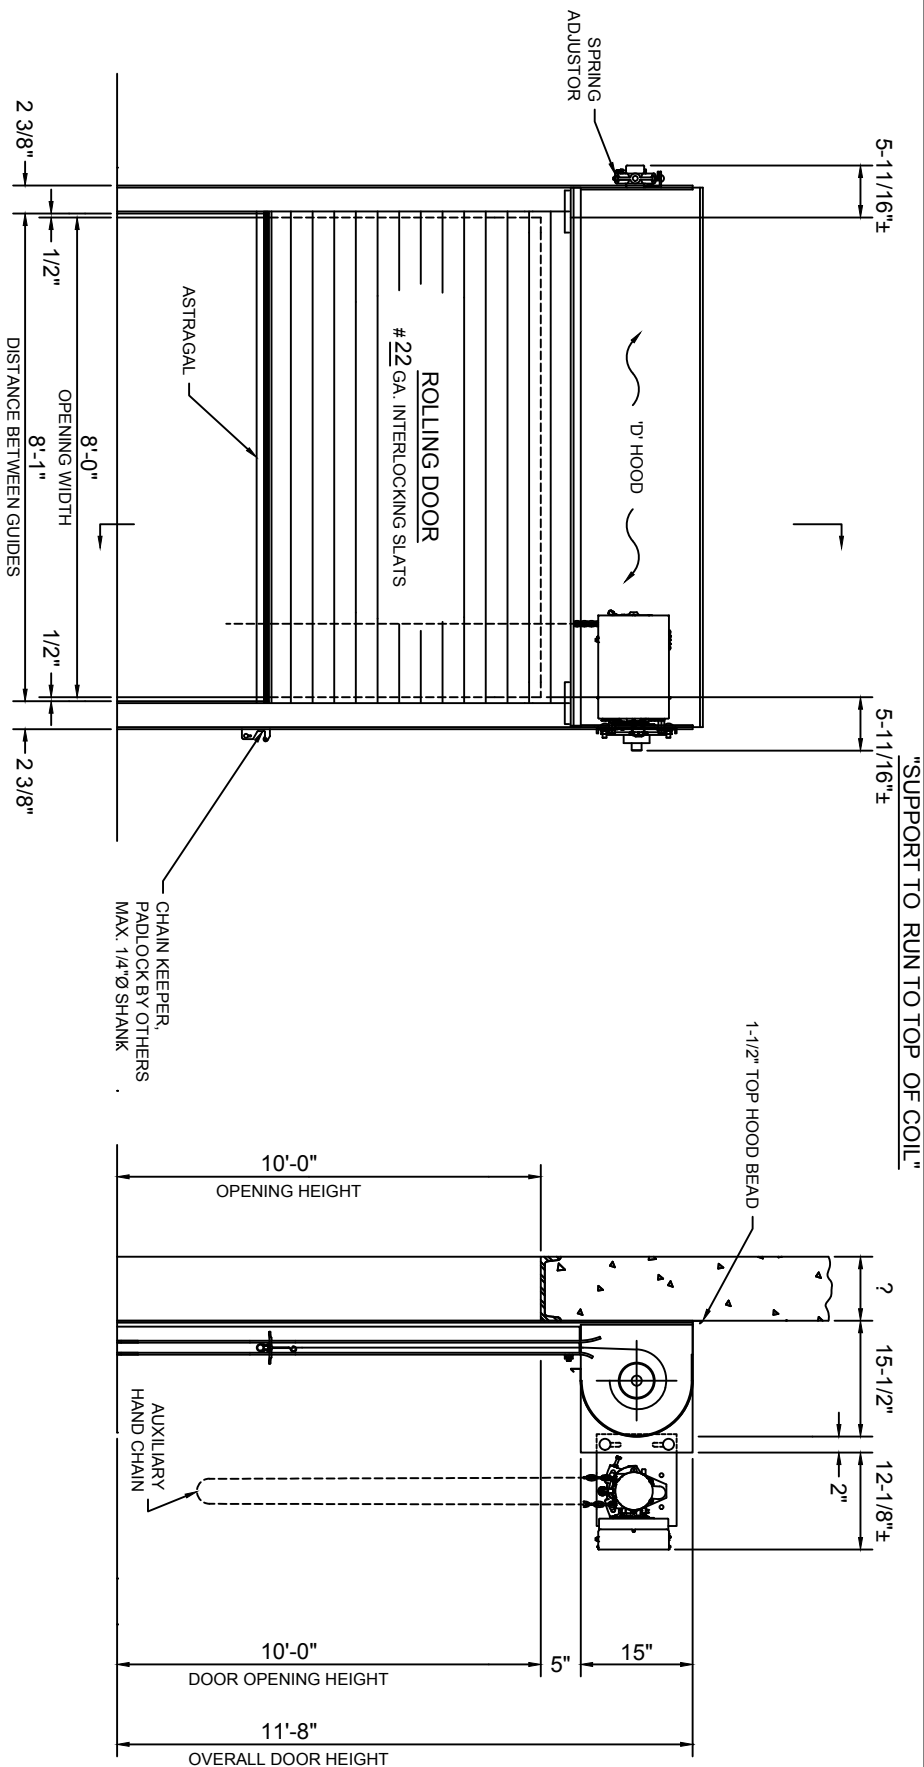 "SUPPORT TO RUN TO TOP OF COIL"
5-11/16"±
5-11/16"±
SPRING
ADJUSTOR
'D' HOOD
ROLLING DOOR
#22 GA. INTERLOCKING SLATS
ASTRAGAL
CHAIN KEEPER,
PADLOCK BY OTHERS
MAX. 1/4"Ø SHANK
2 3/8"
1/2"
8'-0"
OPENING WIDTH
1/2"
2 3/8"
8'-1"
DISTANCE BETWEEN GUIDES
?
15-1/2"
12-1/8"±
2"
1-1/2" TOP HOOD BEAD
1
10'-0"
OPENING HEIGHT
AUXILIARY
HAND CHAIN
15"
5"
10'-0"
DOOR OPENING HEIGHT
11'-8"
OVERALL DOOR HEIGHT